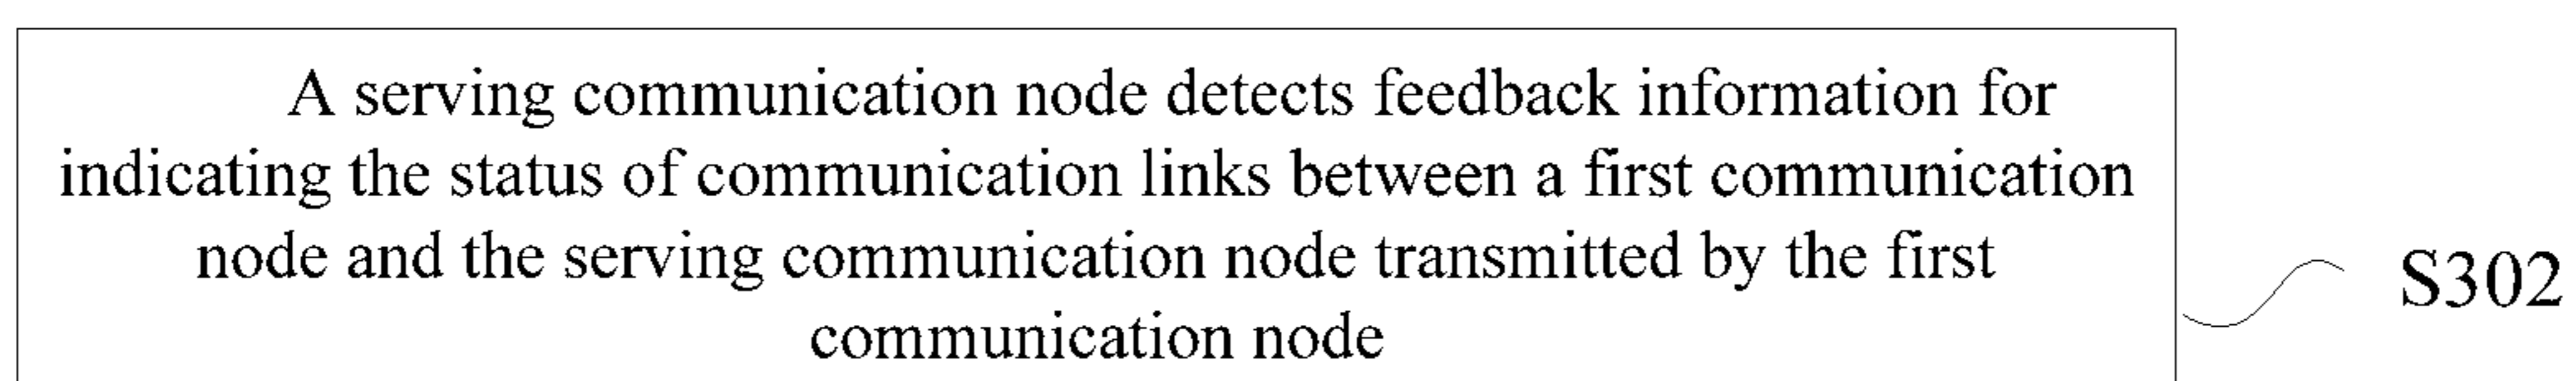 A serving communication node detects feedback information for
indicating the status of communication links between a first communication
node and the serving communication node transmitted by the first
communication node
S302